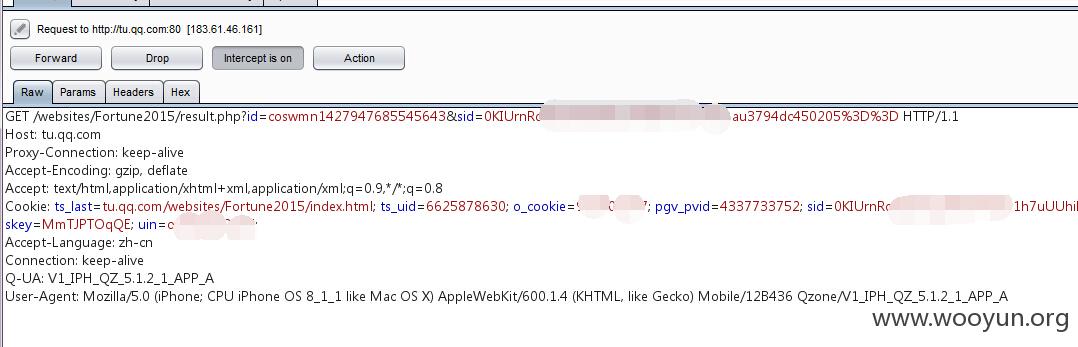 Request to http://tu.qq.com:80 [183.61.46.161]
Forward Drop Intercept is on Action
Raw Params Headers Hex
GET /websites/Fortune2015/result.php?id=coswmn1427947685545643&sid=0KIUrnRc au3794dc450205%3D%3D HTTP/1.1
Host: tu.qq.com
Proxy-Connection: keep-alive
Accept-Encoding: gzip, deflate
Accept: text/html,application/xhtml+xml,application/xml;q=0.9,*/*;q=0.8
Cookie: ts_last=tu.qq.com/websites/Fortune2015/index.html; ts_uid=6625878630; o_cookie= pgv_pvid=4337733752; sid=0KIUrnRc 1h7uUUhil
skey=MmTJPTOqQE; uin=
Accept-Language: zh-cn
Connection: keep-alive
Q-UA: V1_IPH_QZ_5.1.2_1_APP_A
User-Agent: Mozilla/5.0 (iPhone; CPU iPhone OS 8_1_1 like Mac OS X) AppleWebKit/600.1.4 (KHTML, like Gecko) Mobile/12B436 Qzone/V1_IPH_QZ_5.1.2_1_APP_A
www.wooyun.org